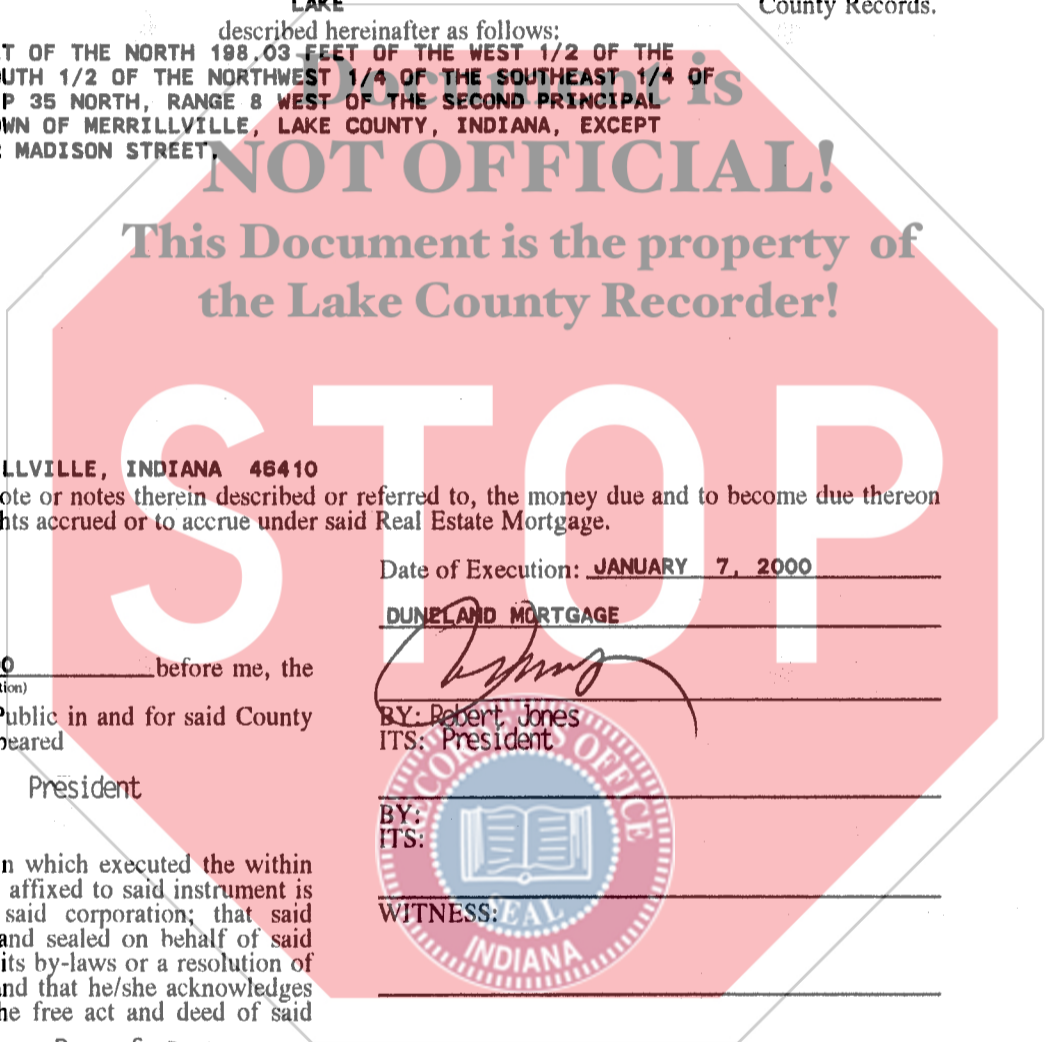 LAKE County Records.
described hereinafter as follows:
T OF THE NORTH 198.03 FEET OF THE WEST 1/2 OF THE
UTH 1/2 OF THE NORTHWEST 1/4 OF THE SOUTHEAST 1/4 OF
P 35 NORTH, RANGE 8 WEST OF THE SECOND PRINCIPAL
WN OF MERRILLVILLE, LAKE COUNTY, INDIANA, EXCEPT
MADISON STREET,
Document is
NOT OFFICIAL!
This Document is the property of
the Lake County Recorder!
STOP
LLVILLE, INDIANA 46410
ote or notes therein described or referred to, the money due and to become due thereon
hts accrued or to accrue under said Real Estate Mortgage.
Date of Execution: JANUARY 7, 2000
DUNELAND MORTGAGE
0 before me, the
tion)
Public in and for said County
peared
President
BY: Robert Jones
ITS: President
BY:
ITS:
WITNESS:
RECORDER'S OFFICE
SEAL
INDIANA
n which executed the within
affixed to said instrument is
said corporation; that said
and sealed on behalf of said
its by-laws or a resolution of
nd that he/she acknowledges
he free act and deed of said